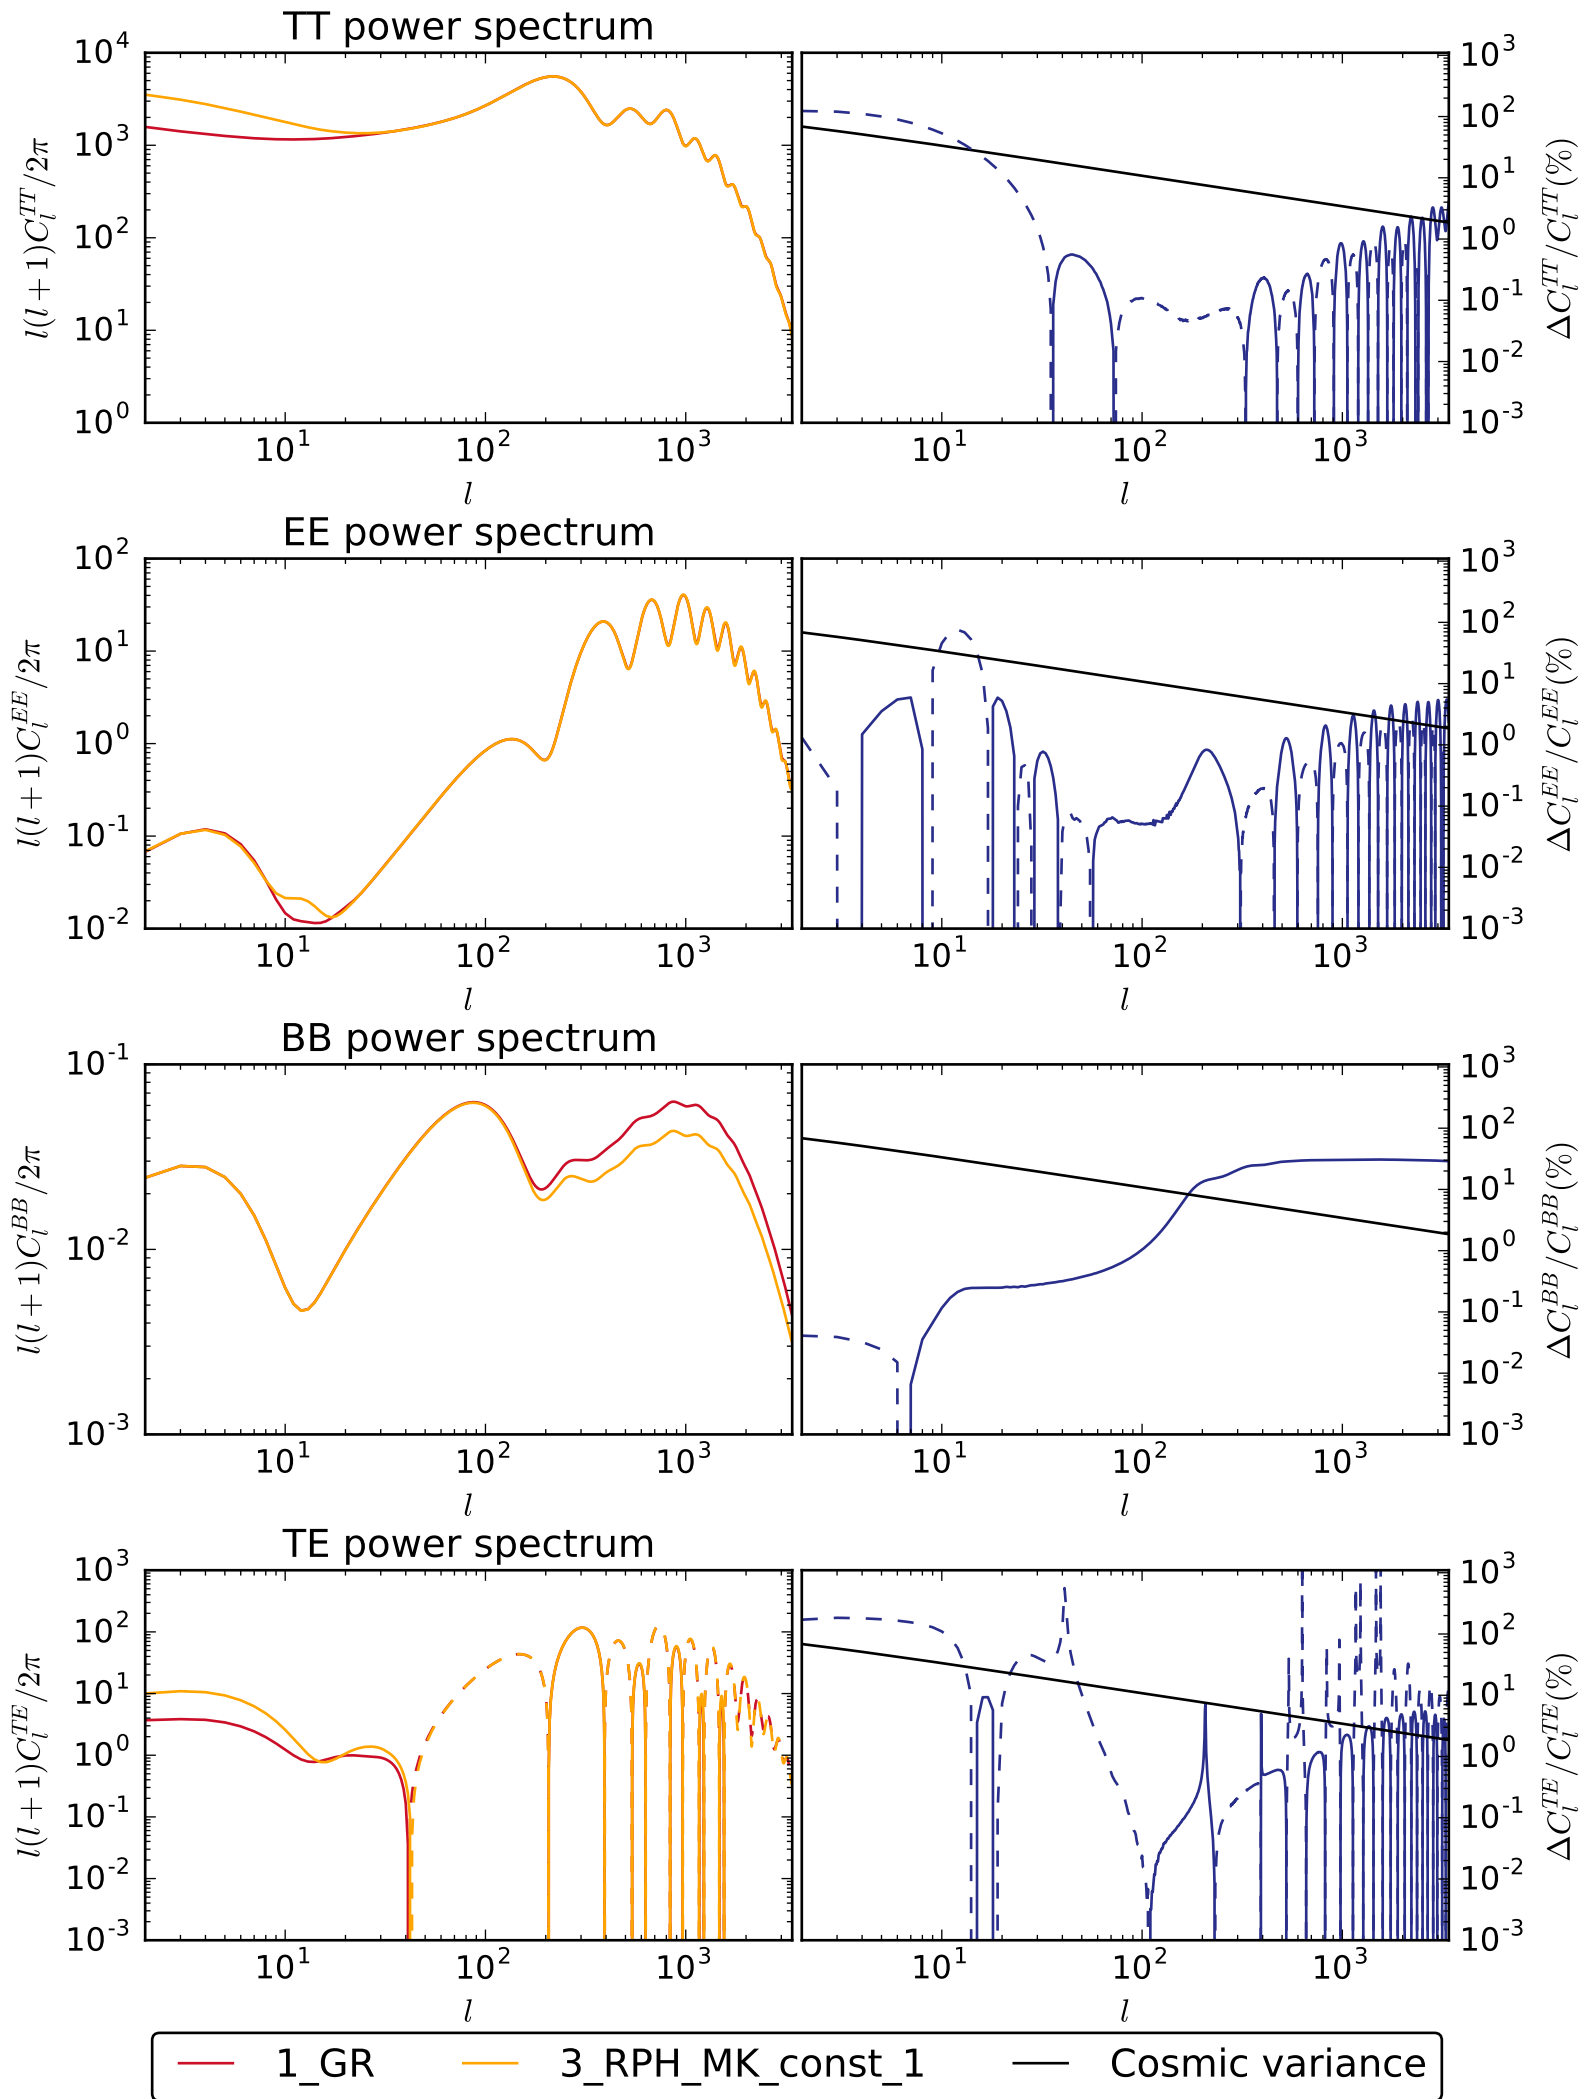 TT power spectrum
10^4
10^3
10^2
10^1
10^0
l(l + 1)C_l^{TT}/2π
10^1 10^2 10^3
l
10^3
10^2
10^1
10^0
10^-1
10^-2
10^-3
ΔC_l^{TT}/C_l^{TT}(%)
10^1 10^2 10^3
l
EE power spectrum
10^2
10^1
10^0
10^-1
10^-2
l(l + 1)C_l^{EE}/2π
10^1 10^2 10^3
l
10^3
10^2
10^1
10^0
10^-1
10^-2
10^-3
ΔC_l^{EE}/C_l^{EE}(%)
10^1 10^2 10^3
l
BB power spectrum
10^-1
10^-2
10^-3
l(l + 1)C_l^{BB}/2π
10^1 10^2 10^3
l
10^3
10^2
10^1
10^0
10^-1
10^-2
10^-3
ΔC_l^{BB}/C_l^{BB}(%)
10^1 10^2 10^3
l
TE power spectrum
10^3
10^2
10^1
10^0
10^-1
10^-2
10^-3
l(l + 1)C_l^{TE}/2π
10^1 10^2 10^3
l
10^3
10^2
10^1
10^0
10^-1
10^-2
10^-3
ΔC_l^{TE}/C_l^{TE}(%)
10^1 10^2 10^3
l
1_GR 3_RPH_MK_const_1 Cosmic variance